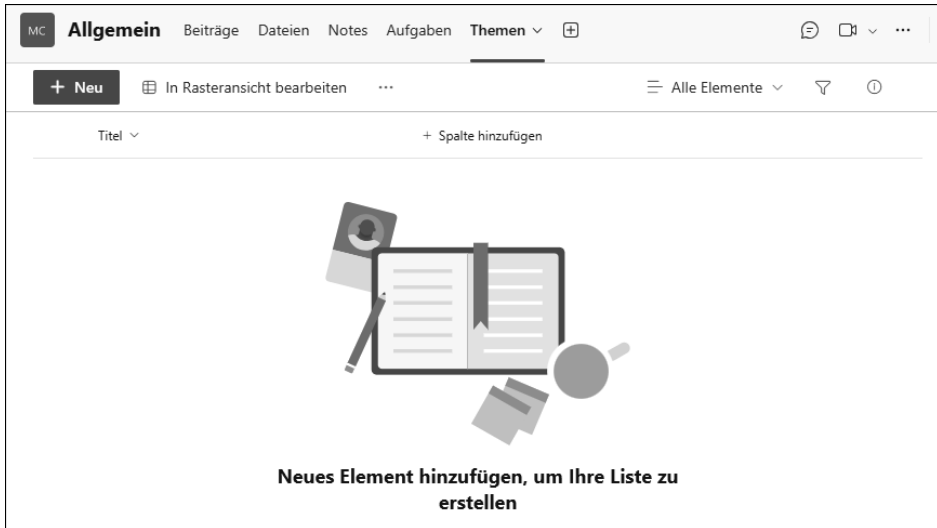 MC Allgemein Beiträge Dateien Notes Aufgaben Themen
+ Neu In Rasteransicht bearbeiten ... Alle Elemente
Titel + Spalte hinzufügen
Neues Element hinzufügen, um Ihre Liste zu
erstellen